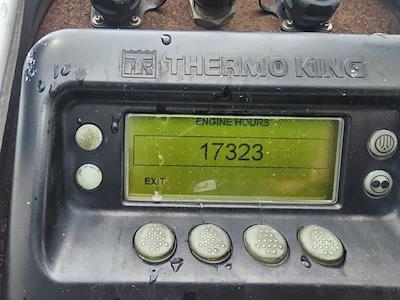 THERMO KING
ENGINE HOURS
17323
EXIT